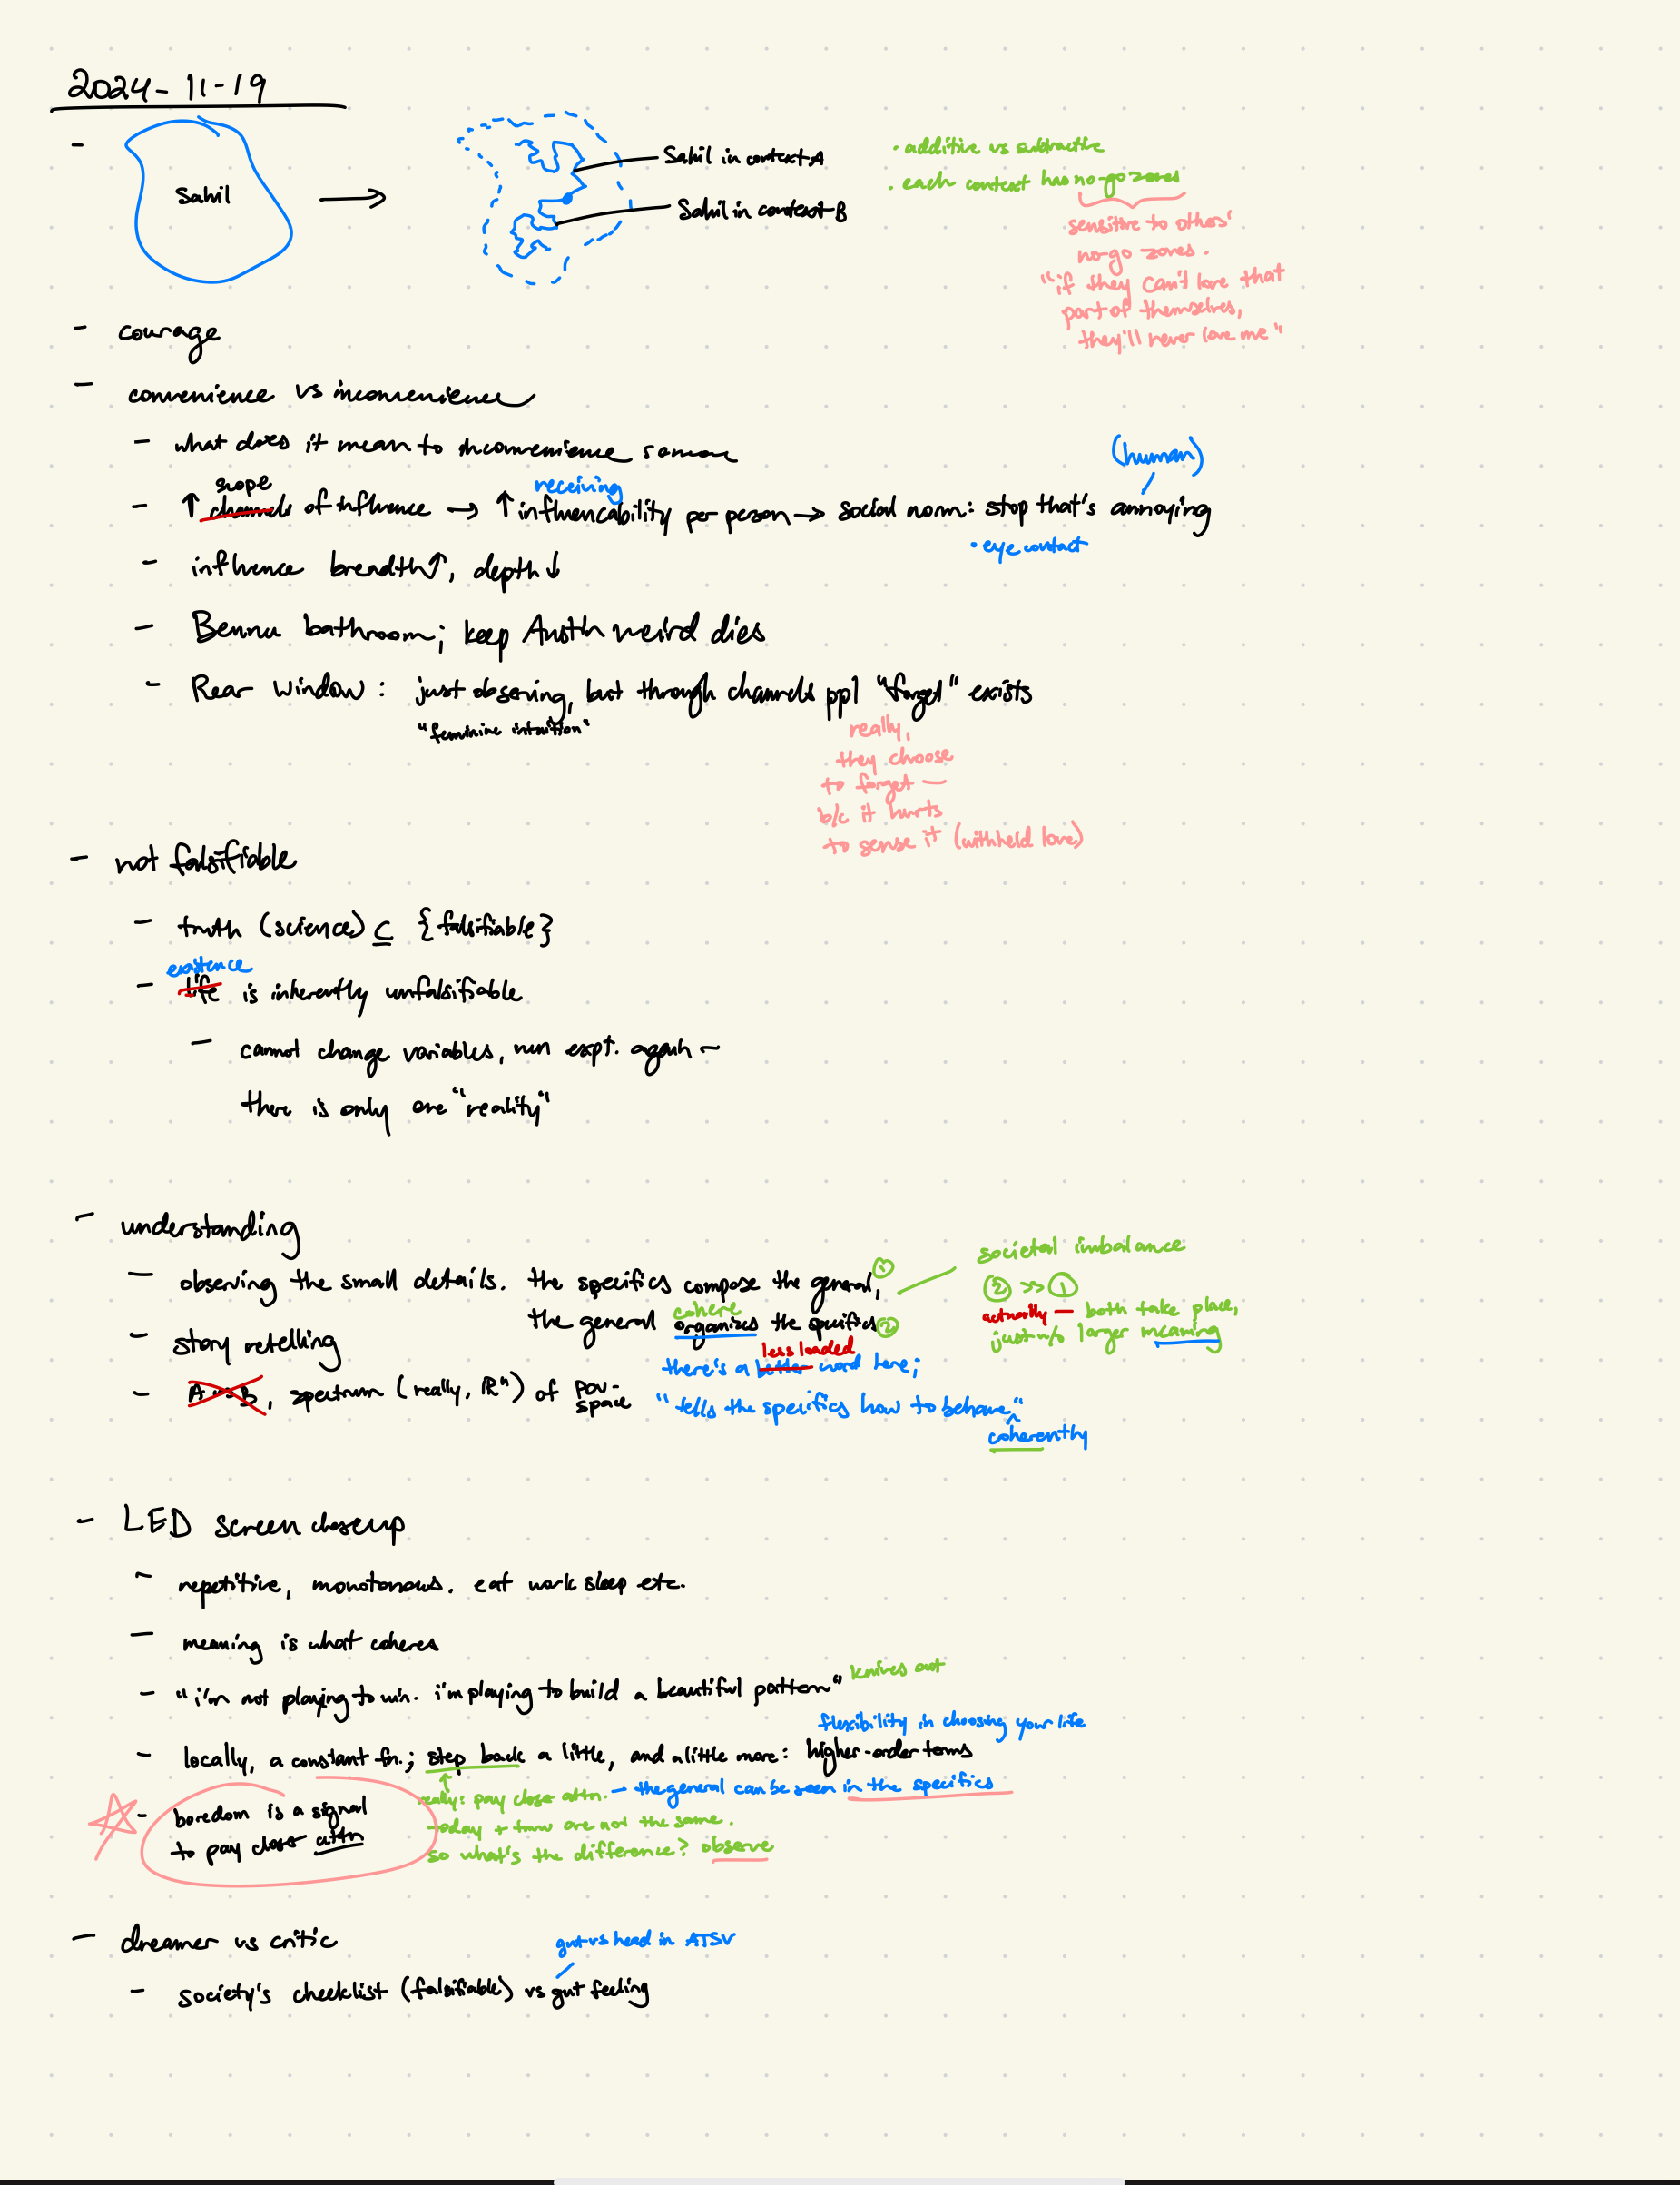 2024-11-19
- Sahil → Sahil in context A
Sahil in context B
· additive vs subtractive
· each context has no-go zones
sensitive to others'
no-go zones.
"if they can't love that
part of themselves,
they'll never love me"
- courage
- convenience vs inconvenience
- what does it mean to inconvenience someone
(human)
scope
receiving
- ↑ channels of influence → ↑ influencability per person → social norm: stop that's annoying
· eye contact
- influence breadth ↑, depth ↓
- Bennu bathroom; keep Austin weird dies
- Rear Window: just observing, but through channels ppl "forget" exists
"feminine intuition"
really,
they choose
to forget —
b/c it hurts
to sense it (withheld love)
- not falsifiable
- truth (science) ⊆ {falsifiable}
existence
- life is inherently unfalsifiable
- cannot change variables, run expt. again –
there is only one "reality"
- understanding
- observing the small details. the specifics compose the general, ①
cohere
the general organizes the specifics ②
societal imbalance
② >> ①
actually — both take place,
just w/o larger meaning
- story retelling
less loaded
there's a better word here;
- A vs B, spectrum (really, ℝⁿ) of POV-
space
"tells the specifics how to behave ^"
coherently
- LED screen closeup
- repetitive, monotonous. eat work sleep etc.
- meaning is what coheres
- "i'm not playing to win. i'm playing to build a beautiful pattern" knives out
flexibility in choosing your life
- locally, a constant fn.; step back a little, and a little more: higher-order terms
↑
really: pay closer attn. – the general can be seen in the specifics
today + tmw are not the same.
so what's the difference? observe
- boredom is a signal
to pay closer attn
- dreamer vs critic
gut vs head in ATSV
- society's checklist (falsifiable) vs gut feeling